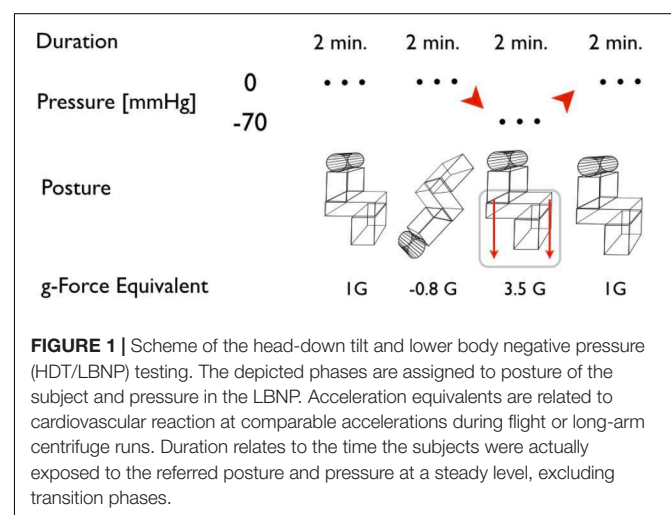 Duration 2 min. 2 min. 2 min. 2 min.
0
Pressure [mmHg]
-70
Posture
g-Force Equivalent 1G -0.8 G 3.5 G 1G
FIGURE 1 | Scheme of the head-down tilt and lower body negative pressure
(HDT/LBNP) testing. The depicted phases are assigned to posture of the
subject and pressure in the LBNP. Acceleration equivalents are related to
cardiovascular reaction at comparable accelerations during flight or long-arm
centrifuge runs. Duration relates to the time the subjects were actually
exposed to the referred posture and pressure at a steady level, excluding
transition phases.